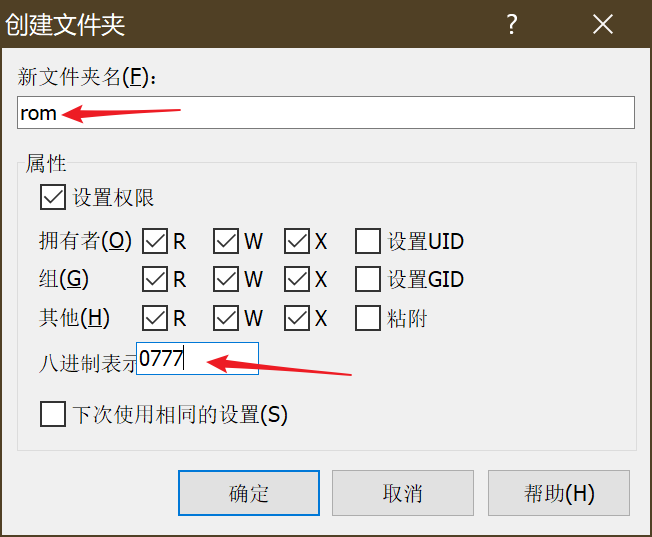 创建文件夹 ?
新文件夹名(F):
rom
属性
设置权限
拥有者(O) R W X 设置UID
组(G) R W X 设置GID
其他(H) R W X 粘附
八进制表示 0777
下次使用相同的设置(S)
确定 取消 帮助(H)